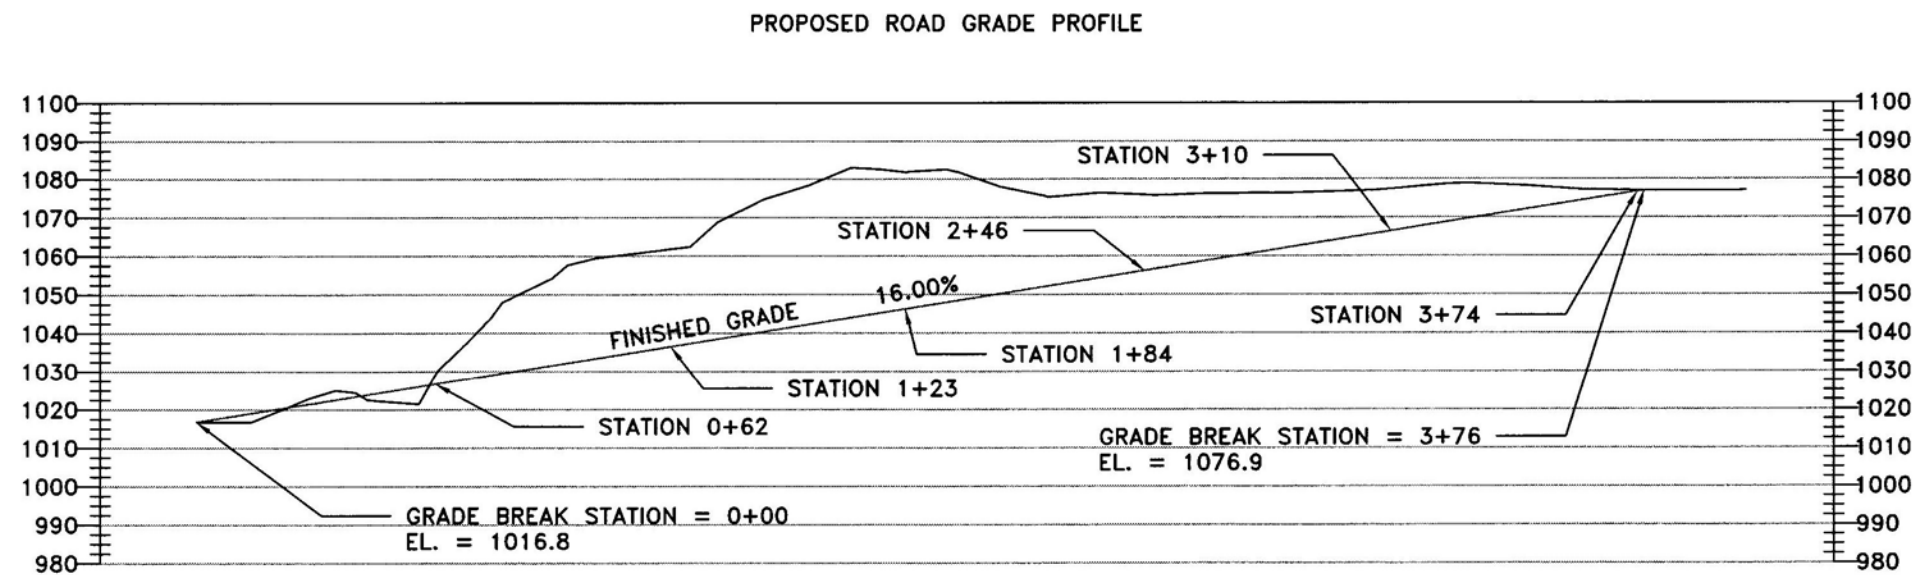 PROPOSED ROAD GRADE PROFILE
1100
1090
1080
1070
1060
1050
1040
1030
1020
1010
1000
990
980
1100
1090
1080
1070
1060
1050
1040
1030
1020
1010
1000
990
980
STATION 3+10
STATION 2+46
16.00%
FINISHED GRADE
STATION 3+74
STATION 1+84
STATION 1+23
STATION 0+62
GRADE BREAK STATION = 3+76
EL. = 1076.9
GRADE BREAK STATION = 0+00
EL. = 1016.8